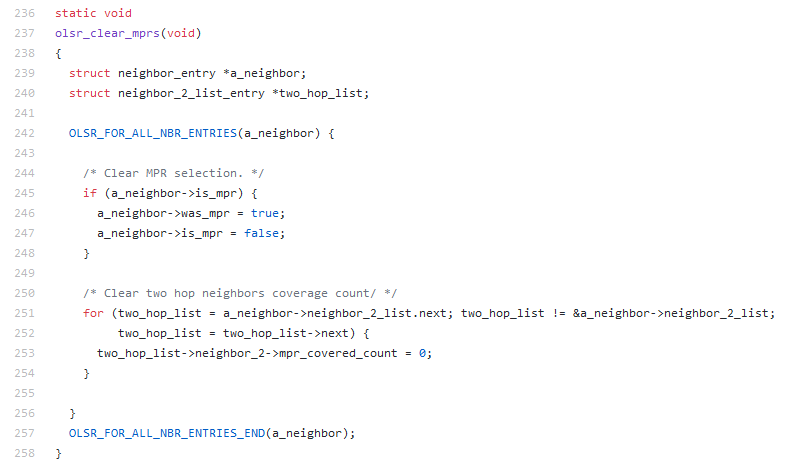 236 static void
237 olsr_clear_mprs(void)
238 {
239   struct neighbor_entry *a_neighbor;
240   struct neighbor_2_list_entry *two_hop_list;
241
242   OLSR_FOR_ALL_NBR_ENTRIES(a_neighbor) {
243
244     /* Clear MPR selection. */
245     if (a_neighbor->is_mpr) {
246       a_neighbor->was_mpr = true;
247       a_neighbor->is_mpr = false;
248     }
249
250     /* Clear two hop neighbors coverage count/ */
251     for (two_hop_list = a_neighbor->neighbor_2_list.next; two_hop_list != &a_neighbor->neighbor_2_list;
252          two_hop_list = two_hop_list->next) {
253       two_hop_list->neighbor_2->mpr_covered_count = 0;
254     }
255
256   }
257   OLSR_FOR_ALL_NBR_ENTRIES_END(a_neighbor);
258 }